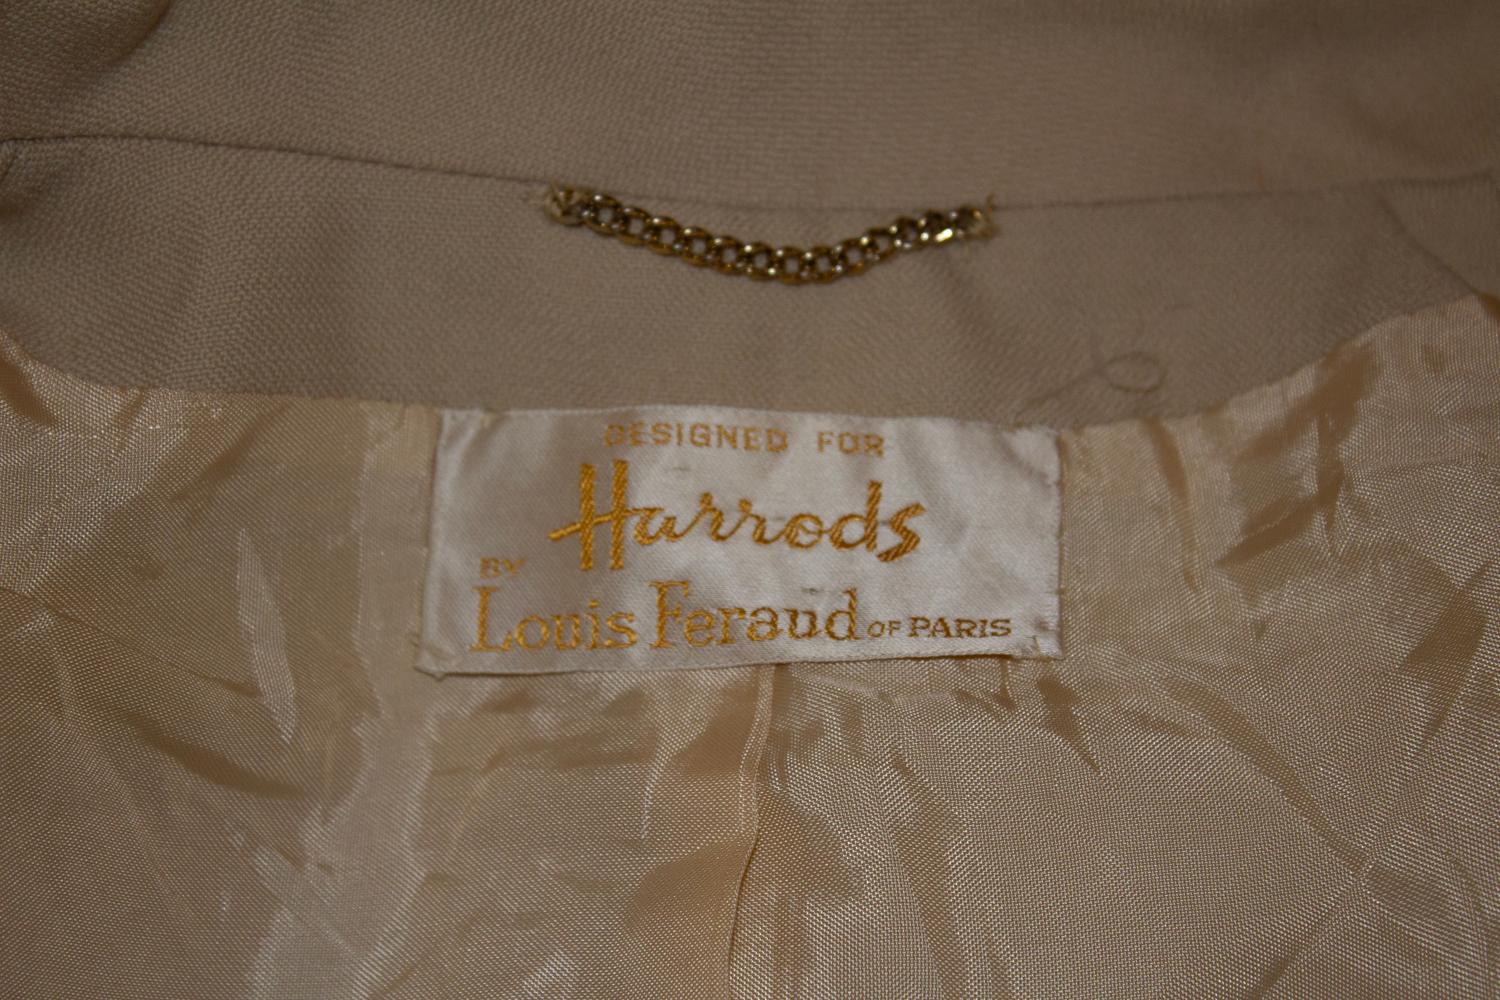 DESIGNED FOR
Harrods
BY
Louis Feraud OF PARIS